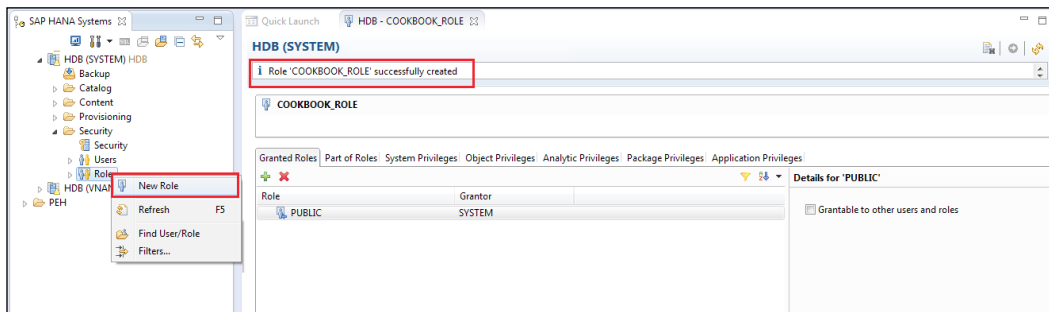 SAP HANA Systems
HDB (SYSTEM) HDB
Backup
Catalog
Content
Provisioning
Security
Security
Users
Role
HDB (VNAN
PEH
New Role
Refresh F5
Find User/Role
Filters...
Quick Launch HDB - COOKBOOK_ROLE
HDB (SYSTEM)
Role 'COOKBOOK_ROLE' successfully created
COOKBOOK_ROLE
Granted Roles Part of Roles System Privileges Object Privileges Analytic Privileges Package Privileges Application Privileges
Role Grantor
PUBLIC SYSTEM
Details for 'PUBLIC'
Grantable to other users and roles